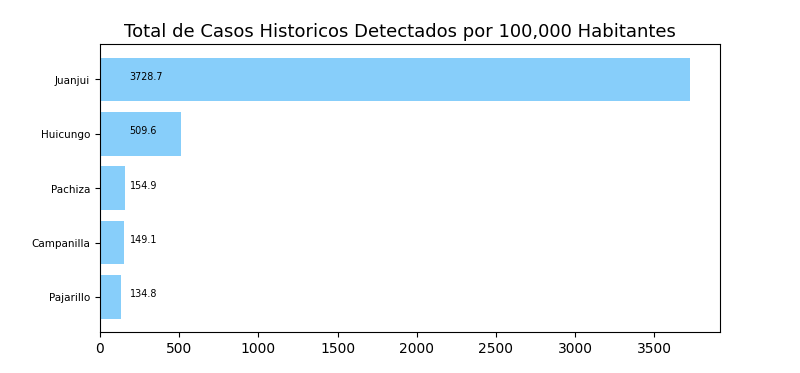 Total de Casos Historicos Detectados por 100,000 Habitantes
Juanjui 3728.7
Huicungo 509.6
Pachiza 154.9
Campanilla 149.1
Pajarillo 134.8
0 500 1000 1500 2000 2500 3000 3500